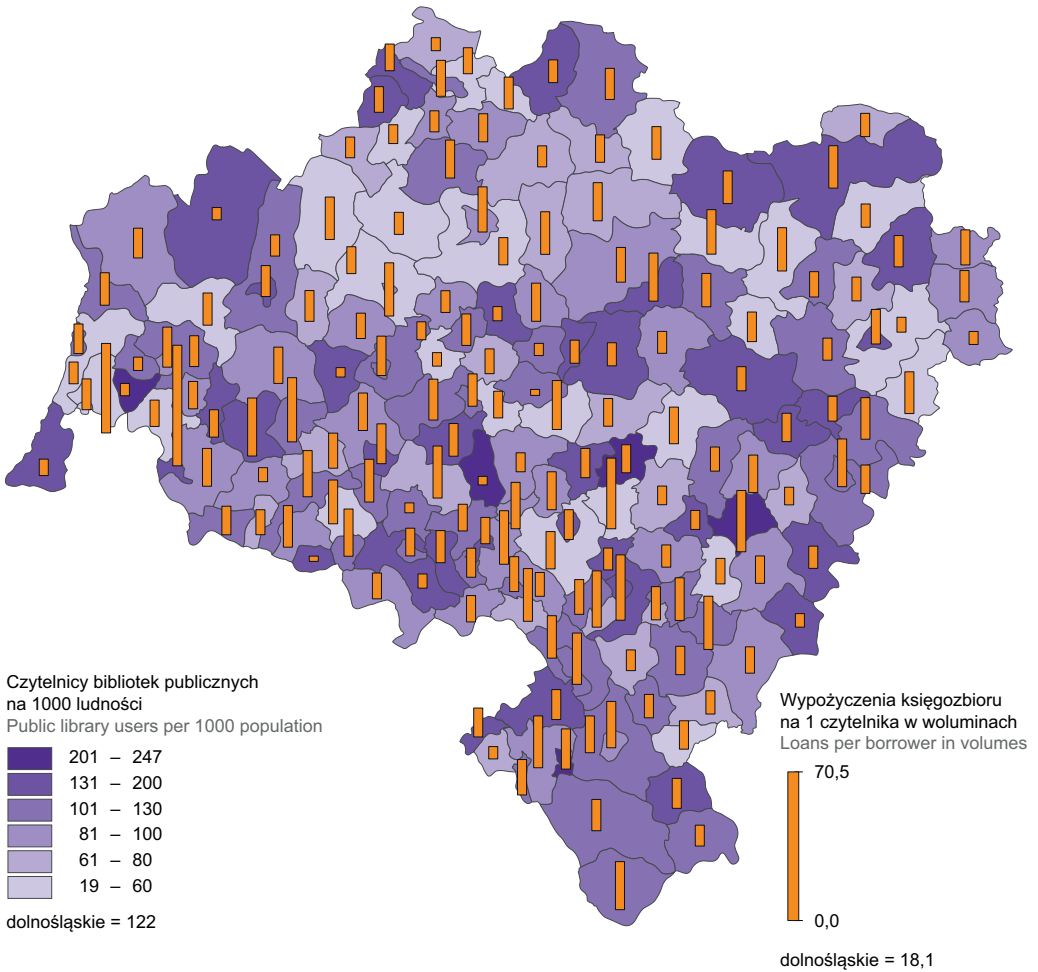 Czytelnicy bibliotek publicznych
na 1000 ludności
Public library users per 1000 population
201 – 247
131 – 200
101 – 130
81 – 100
61 – 80
19 – 60
dolnośląskie = 122
Wypożyczenia księgozbioru
na 1 czytelnika w woluminach
Loans per borrower in volumes
70,5
0,0
dolnośląskie = 18,1